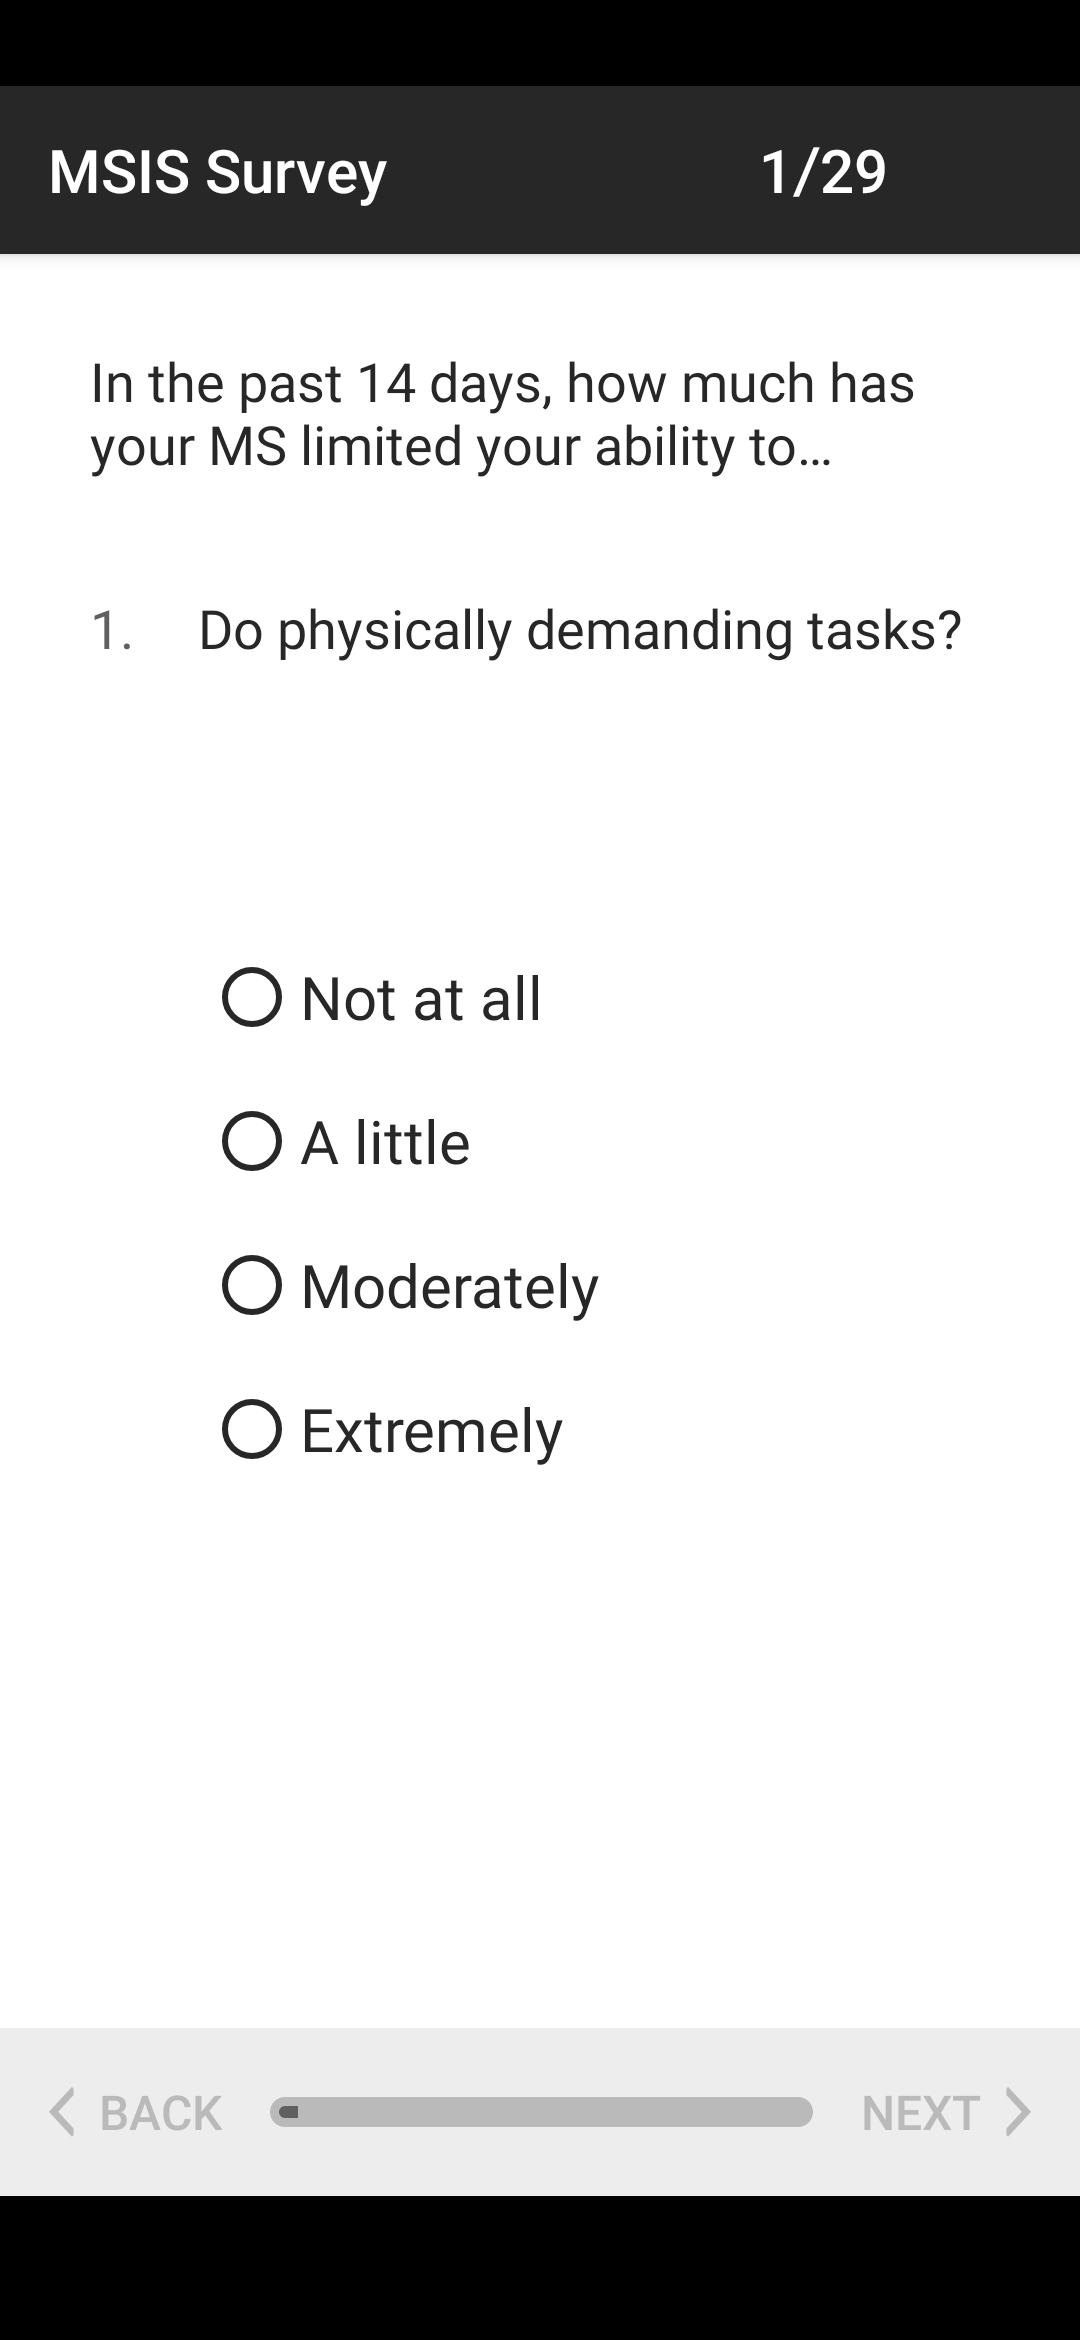 MSIS Survey 1/29
In the past 14 days, how much has
your MS limited your ability to...
1. Do physically demanding tasks?
Not at all
A little
Moderately
Extremely
BACK NEXT